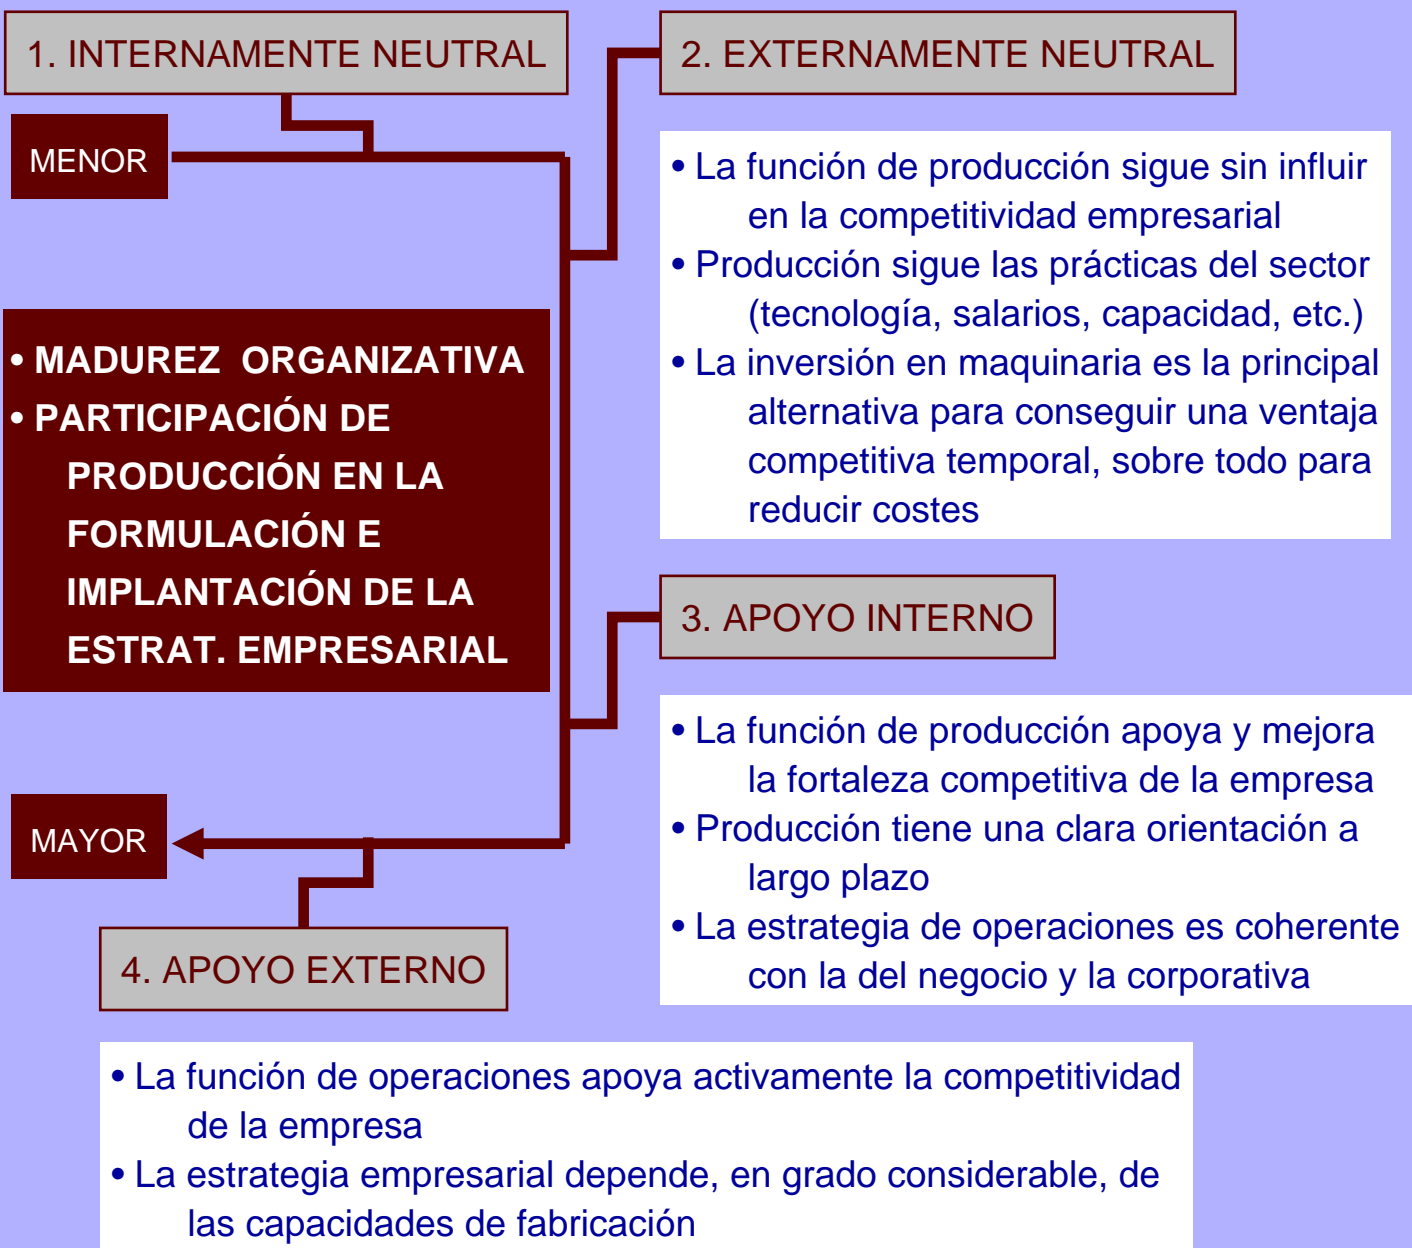 1. INTERNAMENTE NEUTRAL
MENOR
• MADUREZ ORGANIZATIVA
• PARTICIPACIÓN DE
PRODUCCIÓN EN LA
FORMULACIÓN E
IMPLANTACIÓN DE LA
ESTRAT. EMPRESARIAL
MAYOR
2. EXTERNAMENTE NEUTRAL
• La función de producción sigue sin influir
en la competitividad empresarial
• Producción sigue las prácticas del sector
(tecnología, salarios, capacidad, etc.)
• La inversión en maquinaria es la principal
alternativa para conseguir una ventaja
competitiva temporal, sobre todo para
reducir costes
3. APOYO INTERNO
• La función de producción apoya y mejora
la fortaleza competitiva de la empresa
• Producción tiene una clara orientación a
largo plazo
• La estrategia de operaciones es coherente
con la del negocio y la corporativa
4. APOYO EXTERNO
• La función de operaciones apoya activamente la competitividad
de la empresa
• La estrategia empresarial depende, en grado considerable, de
las capacidades de fabricación